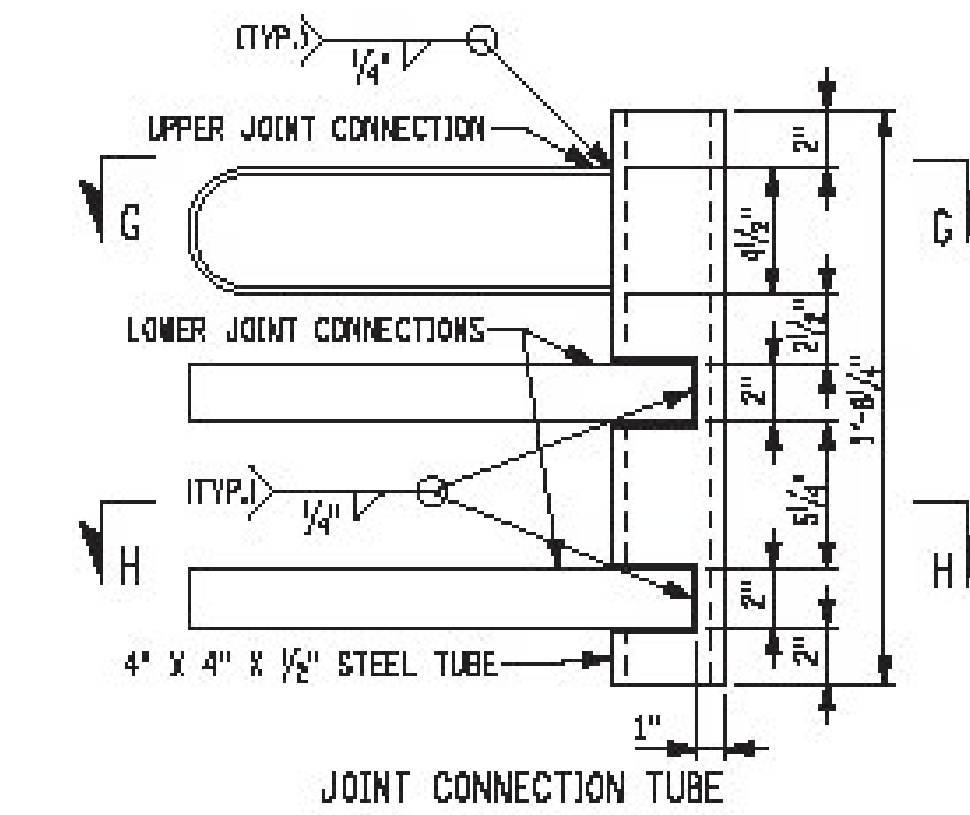 (TYP.)
1/4"
UPPER JOINT CONNECTION
2"
G
G
4 1/2"
LOWER JOINT CONNECTIONS
2 1/2"
2"
1'-8 1/4"
(TYP.)
1/4"
5 1/4"
H
H
2"
4" X 4" X 1/2" STEEL TUBE
2"
1"
JOINT CONNECTION TUBE